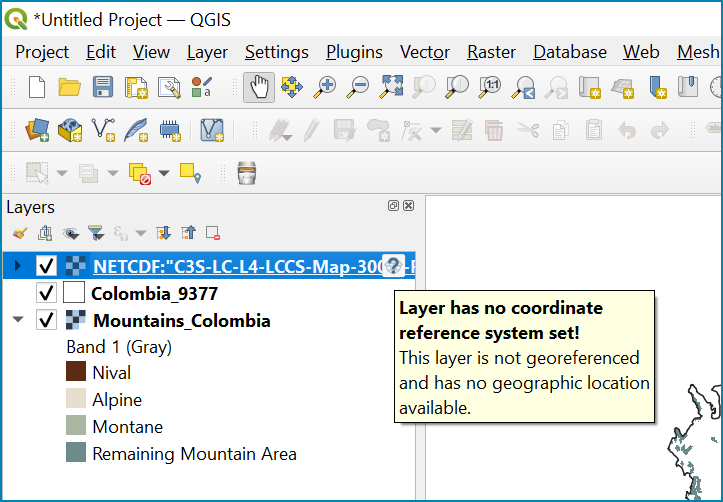 *Untitled Project — QGIS
Project Edit View Layer Settings Plugins Vector Raster Database Web Mesh
1:1
Layers
NETCDF:"C3S-LC-L4-LCCS-Map-300
Colombia_9377
Mountains_Colombia
Band 1 (Gray)
Nival
Alpine
Montane
Remaining Mountain Area
?
Layer has no coordinate
reference system set!
This layer is not georeferenced
and has no geographic location
available.